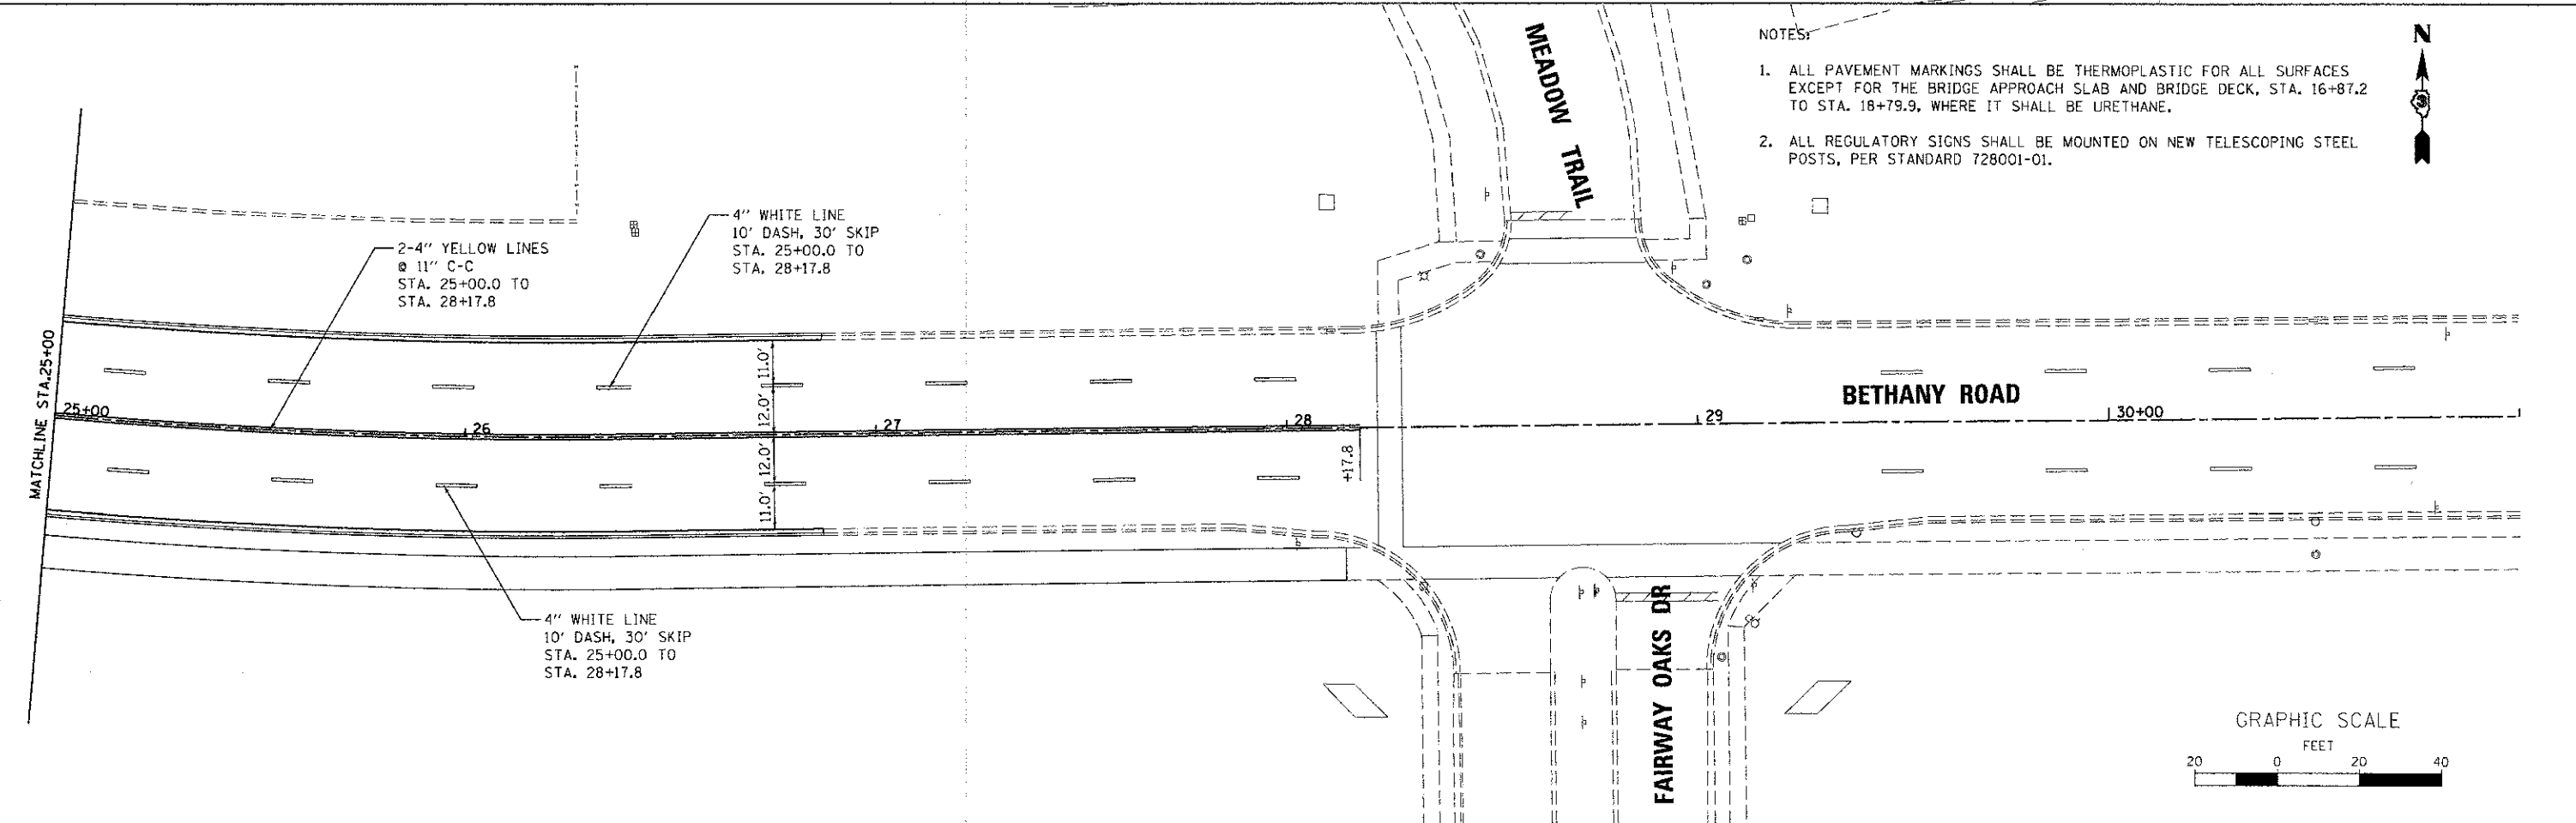 NOTES:
1. ALL PAVEMENT MARKINGS SHALL BE THERMOPLASTIC FOR ALL SURFACES
EXCEPT FOR THE BRIDGE APPROACH SLAB AND BRIDGE DECK, STA. 16+87.2
TO STA. 18+79.9, WHERE IT SHALL BE URETHANE.
2. ALL REGULATORY SIGNS SHALL BE MOUNTED ON NEW TELESCOPING STEEL
POSTS, PER STANDARD 728001-01.
N
3
MEADOW TRAIL
4" WHITE LINE
10' DASH, 30' SKIP
STA. 25+00.0 TO
STA. 28+17.8
2-4" YELLOW LINES
@ 11" C-C
STA. 25+00.0 TO
STA. 28+17.8
MATCHLINE STA.25+00
25+00
26
27
28
29
30+00
11.0'
12.0'
12.0'
11.0'
+17.8
BETHANY ROAD
4" WHITE LINE
10' DASH, 30' SKIP
STA. 25+00.0 TO
STA. 28+17.8
FAIRWAY OAKS DR
GRAPHIC SCALE
FEET
20 0 20 40